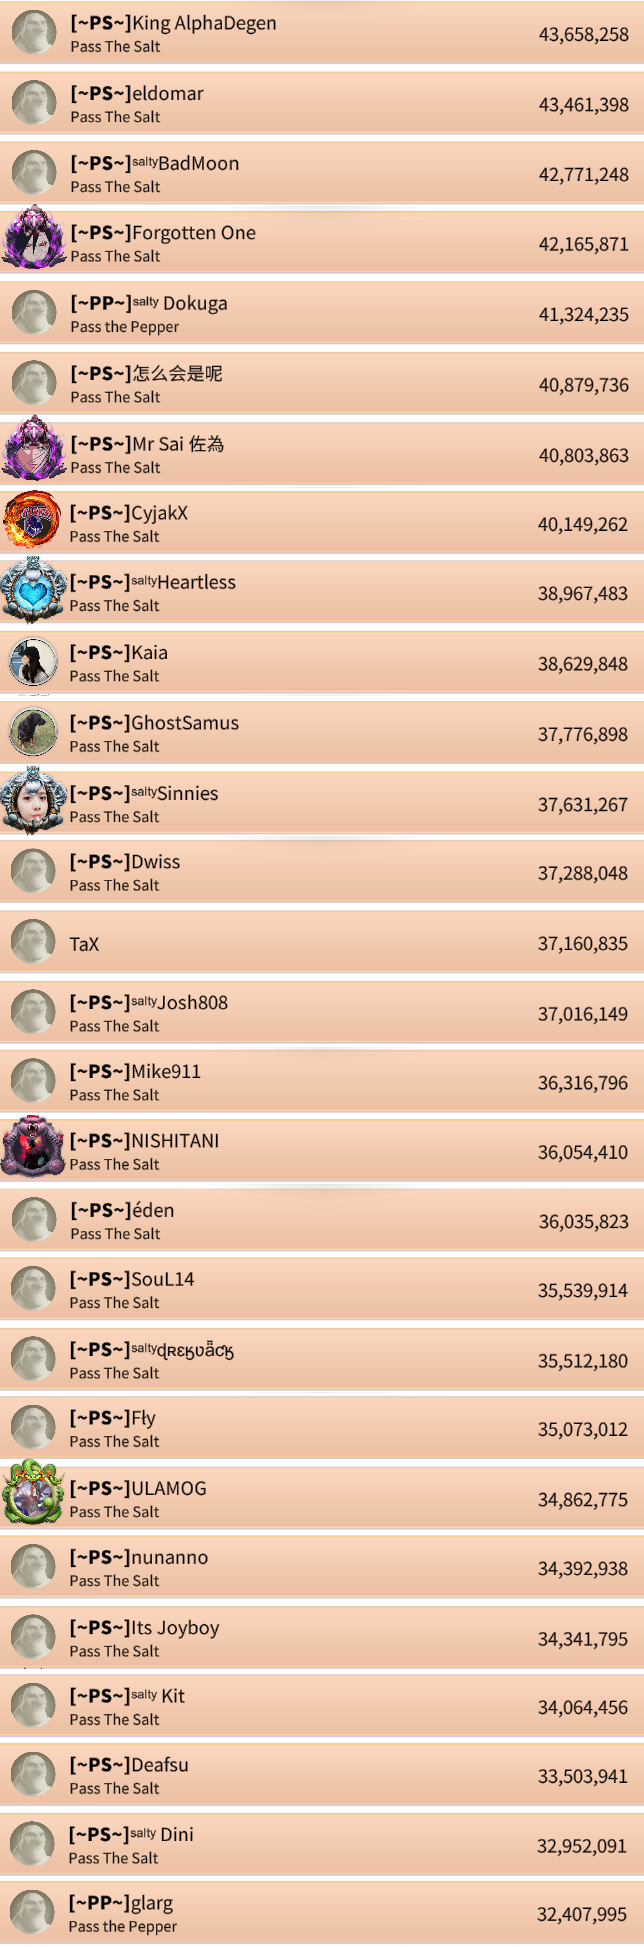 [~PS~]King AlphaDegen
Pass The Salt
43,658,258
[~PS~]eldomar
Pass The Salt
43,461,398
[~PS~]saltyBadMoon
Pass The Salt
42,771,248
[~PS~]Forgotten One
Pass The Salt
42,165,871
[~PP~]salty Dokuga
Pass the Pepper
41,324,235
[~PS~]怎么会是呢
Pass The Salt
40,879,736
[~PS~]Mr Sai 佐為
Pass The Salt
40,803,863
[~PS~]CyjakX
Pass The Salt
40,149,262
[~PS~]saltyHeartless
Pass The Salt
38,967,483
[~PS~]Kaia
Pass The Salt
38,629,848
[~PS~]GhostSamus
Pass The Salt
37,776,898
[~PS~]saltySinnies
Pass The Salt
37,631,267
[~PS~]Dwiss
Pass The Salt
37,288,048
TaX
37,160,835
[~PS~]saltyJosh808
Pass The Salt
37,016,149
[~PS~]Mike911
Pass The Salt
36,316,796
[~PS~]NISHITANI
Pass The Salt
36,054,410
[~PS~]éden
Pass The Salt
36,035,823
[~PS~]SouL14
Pass The Salt
35,539,914
[~PS~]salty
Pass The Salt
35,512,180
[~PS~]Fły
Pass The Salt
35,073,012
[~PS~]ULAMOG
Pass The Salt
34,862,775
[~PS~]nunanno
Pass The Salt
34,392,938
[~PS~]Its Joyboy
Pass The Salt
34,341,795
[~PS~]salty Kit
Pass The Salt
34,064,456
[~PS~]Deafsu
Pass The Salt
33,503,941
[~PS~]salty Dini
Pass The Salt
32,952,091
[~PP~]glarg
Pass the Pepper
32,407,995